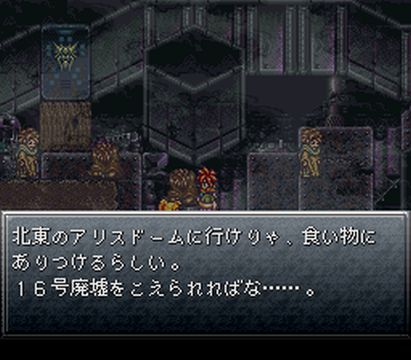 北東のアリスドームに行けりゃ、食い物に
ありつけるらしい。
１６号廃墟をこえられればな……。